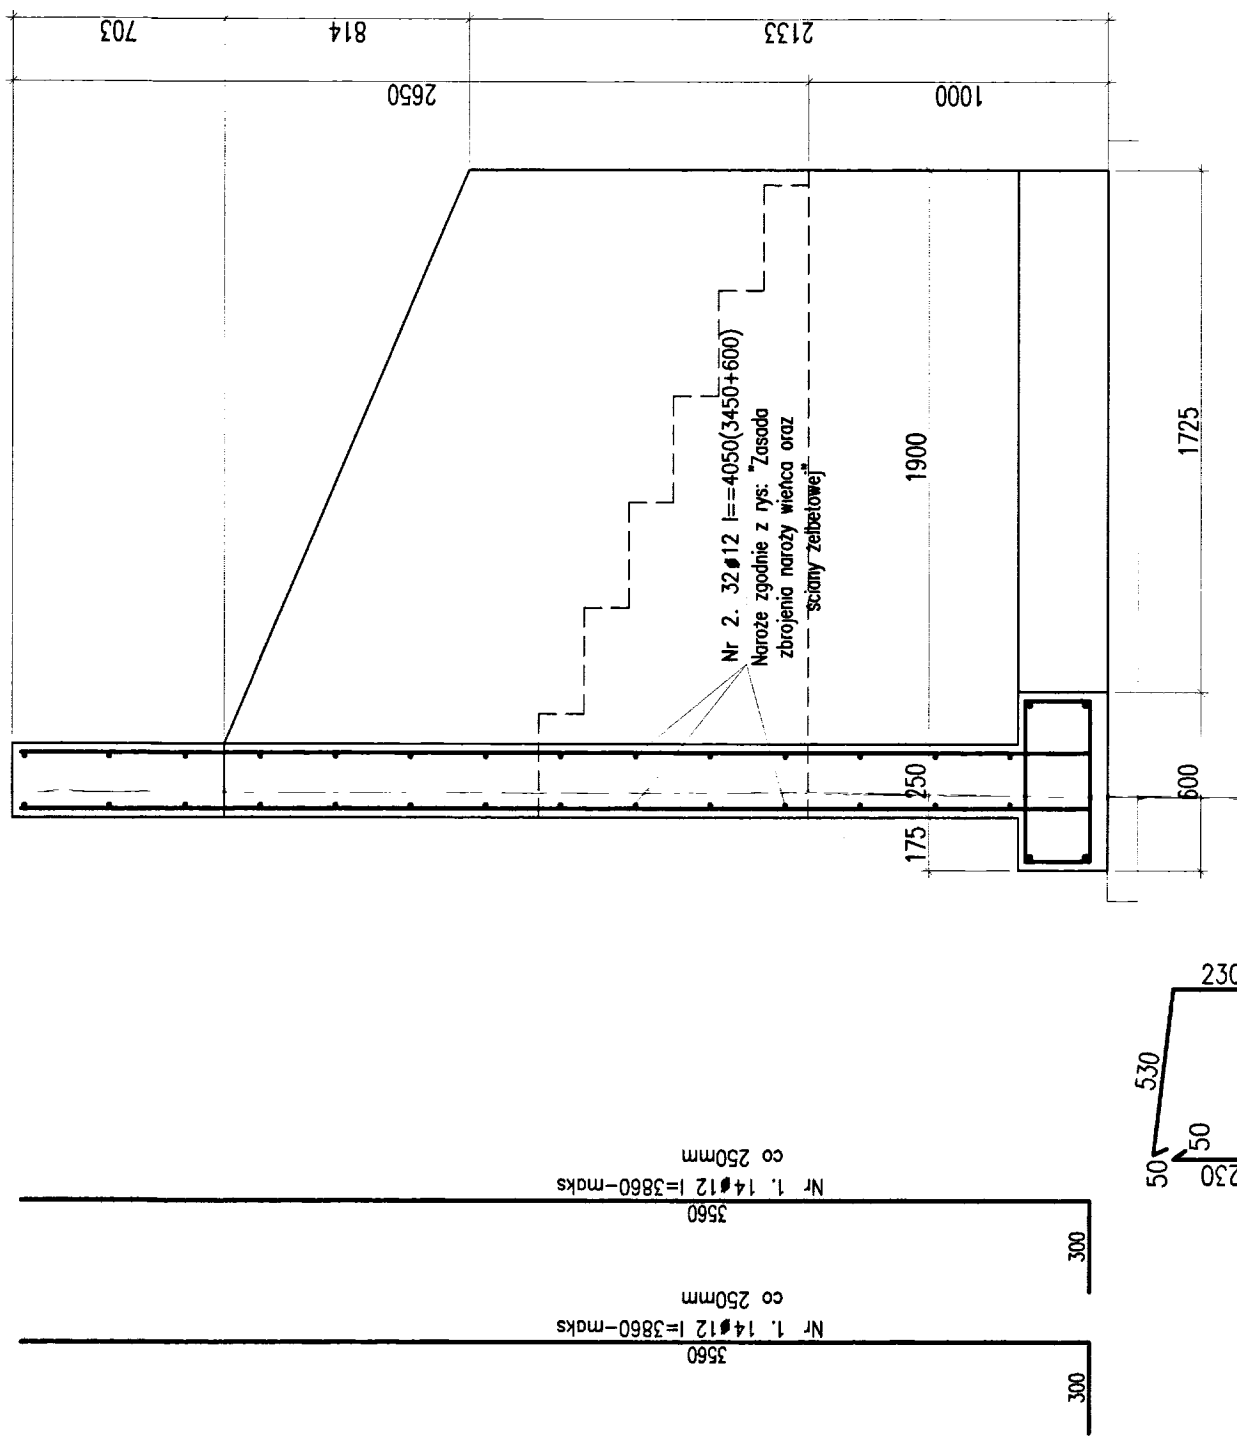 703
814
2133
2650
1000
Nr 2. 32ø12 l==4050(3450+600)
Naroże zgodnie z rys: "Zasada
zbrojenia naroży wieńca oraz
ściany żelbetowej"
1900
250
175
1725
600
230
530
50
50
230
co 250mm
Nr 1. 14ø12 l=3860-maks
3560
300
co 250mm
Nr 1. 14ø12 l=3860-maks
3560
300